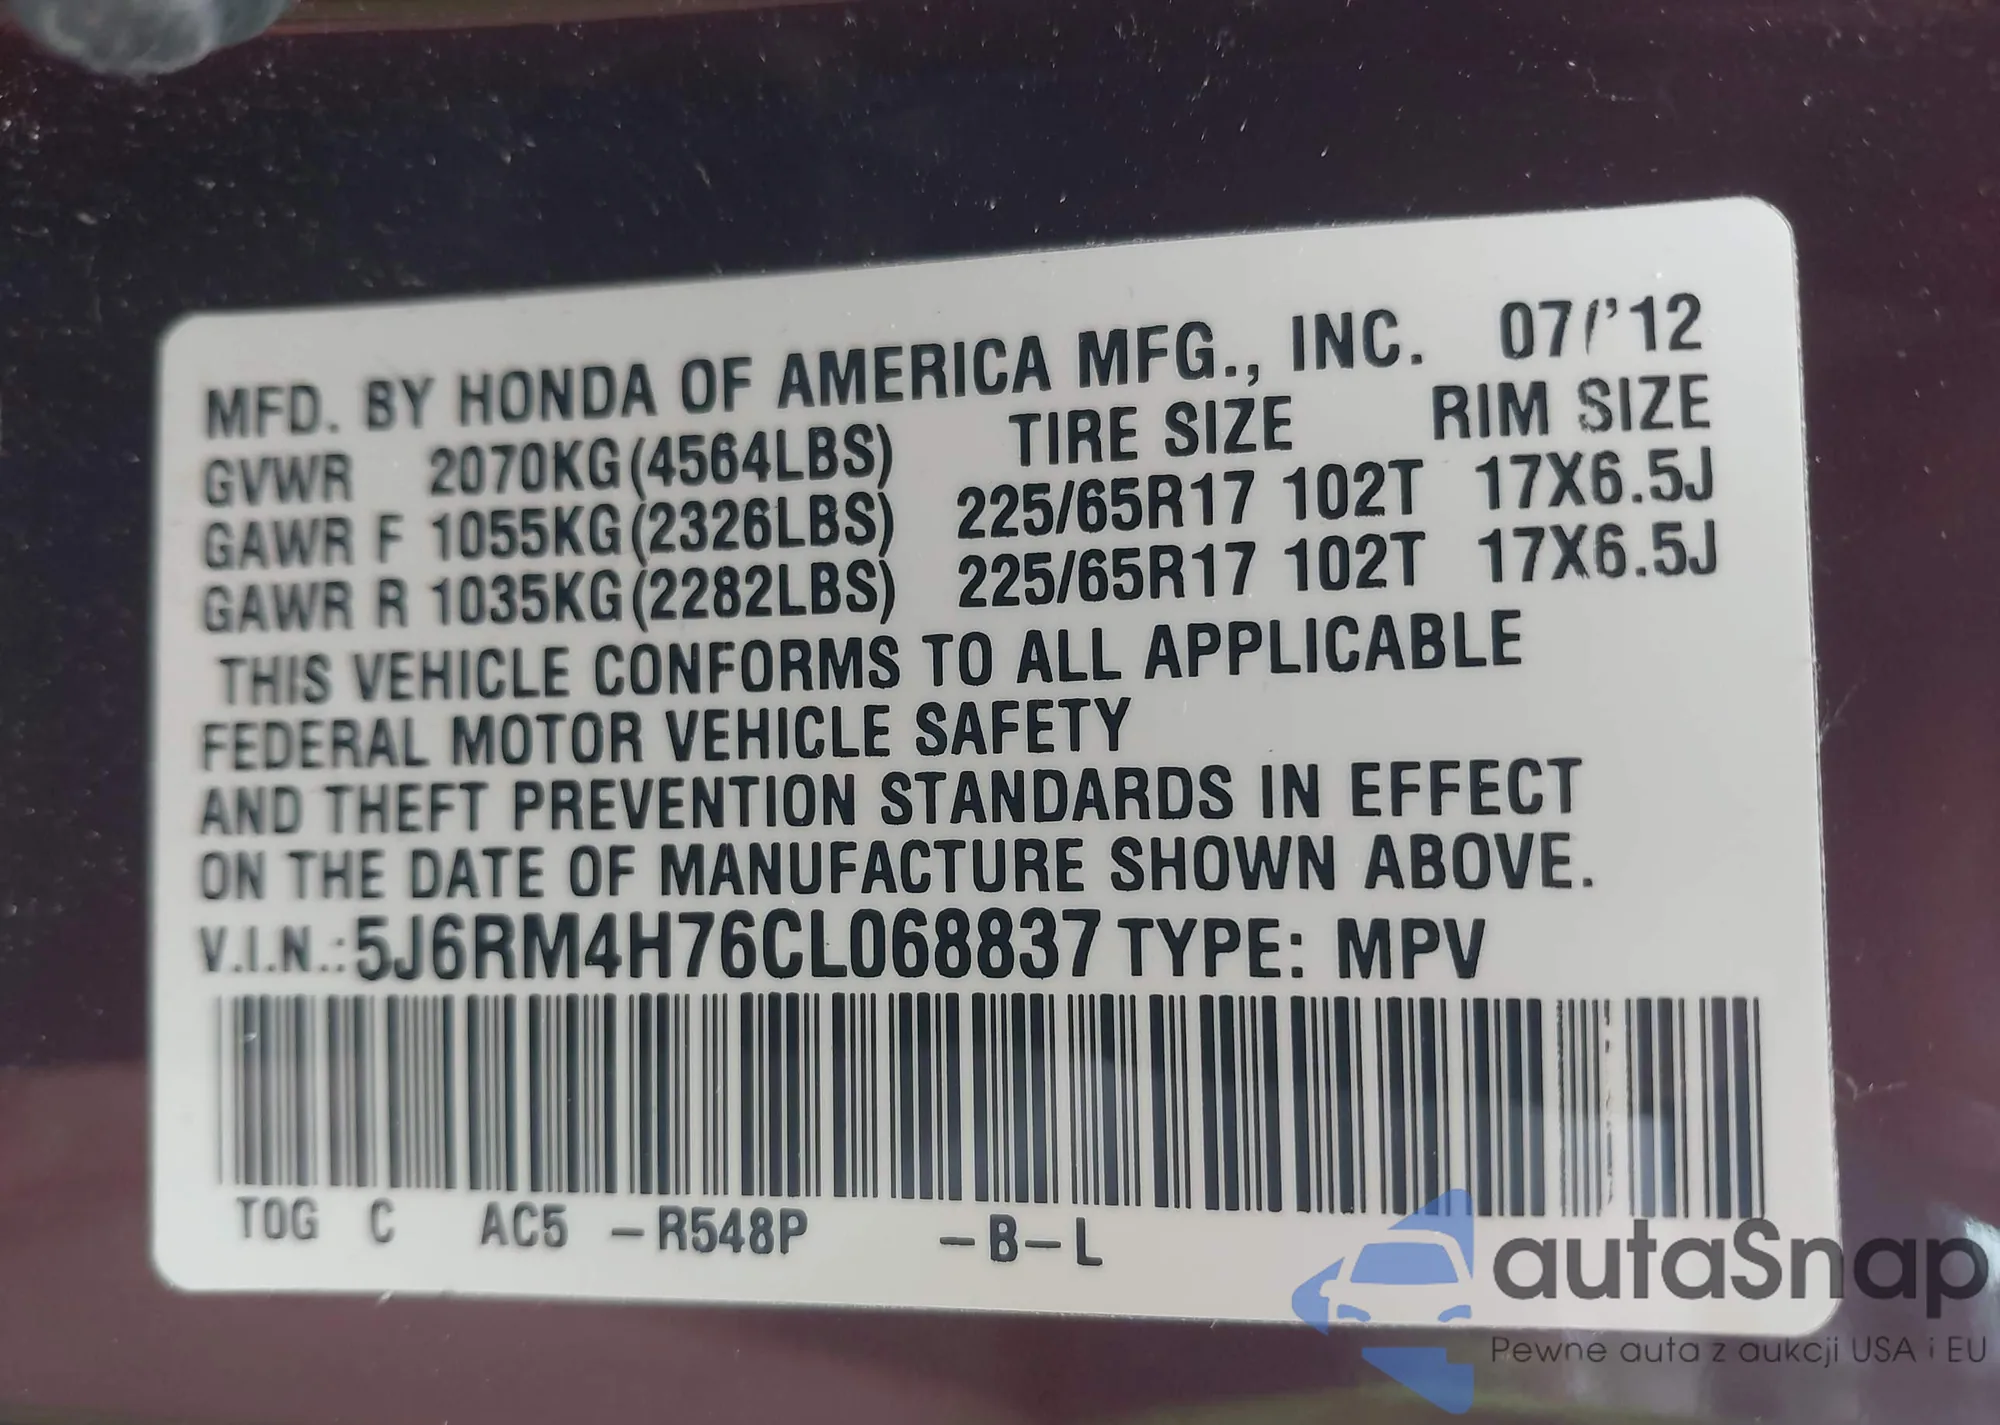 MFD. BY HONDA OF AMERICA MFG., INC. 07/'12
TIRE SIZE RIM SIZE
GVWR 2070KG(4564LBS)
GAWR F 1055KG(2326LBS) 225/65R17 102T 17X6.5J
GAWR R 1035KG(2282LBS) 225/65R17 102T 17X6.5J
THIS VEHICLE CONFORMS TO ALL APPLICABLE
FEDERAL MOTOR VEHICLE SAFETY
AND THEFT PREVENTION STANDARDS IN EFFECT
ON THE DATE OF MANUFACTURE SHOWN ABOVE.
V.I.N.:5J6RM4H76CL068837 TYPE: MPV
TOG C AC5 -R548P -B-L
autaSnap
Pewne auta z aukcji USA i EU